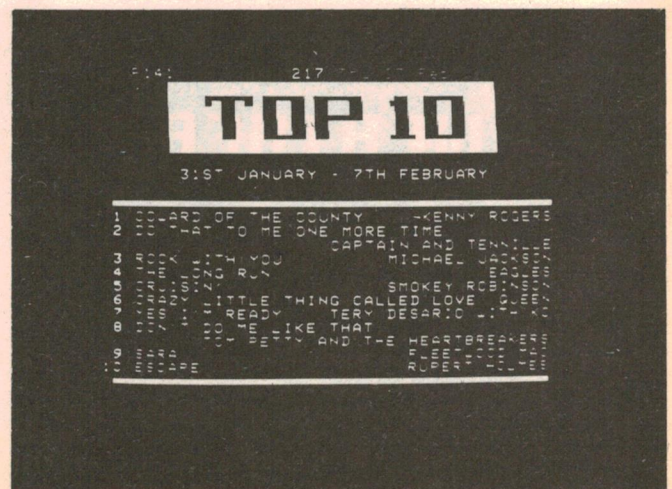 P141 217
TOP 10
31ST JANUARY - 7TH FEBRUARY
1 COWARD OF THE COUNTY -KENNY ROGERS
2 DO THAT TO ME ONE MORE TIME
CAPTAIN AND TENNILLE
3 ROCK WITH YOU MICHAEL JACKSON
4 THE LONG RUN EAGLES
5 CRUISIN' SMOKEY ROBINSON
6 CRAZY LITTLE THING CALLED LOVE QUEEN
7 YES I'M READY TERY DESARIO WITH KC
8 DON'T DO ME LIKE THAT
TOM PETTY AND THE HEARTBREAKERS
9 SARA FLEETWOOD MAC
10 ESCAPE RUPERT HOLMES